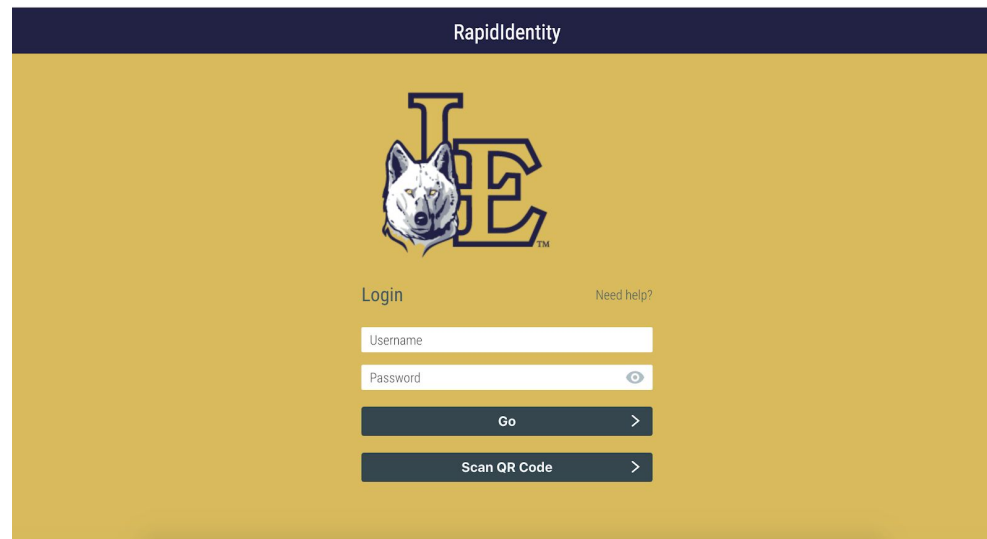 RapidIdentity
LE
TM
Login
Need help?
Username
Password
Go
Scan QR Code